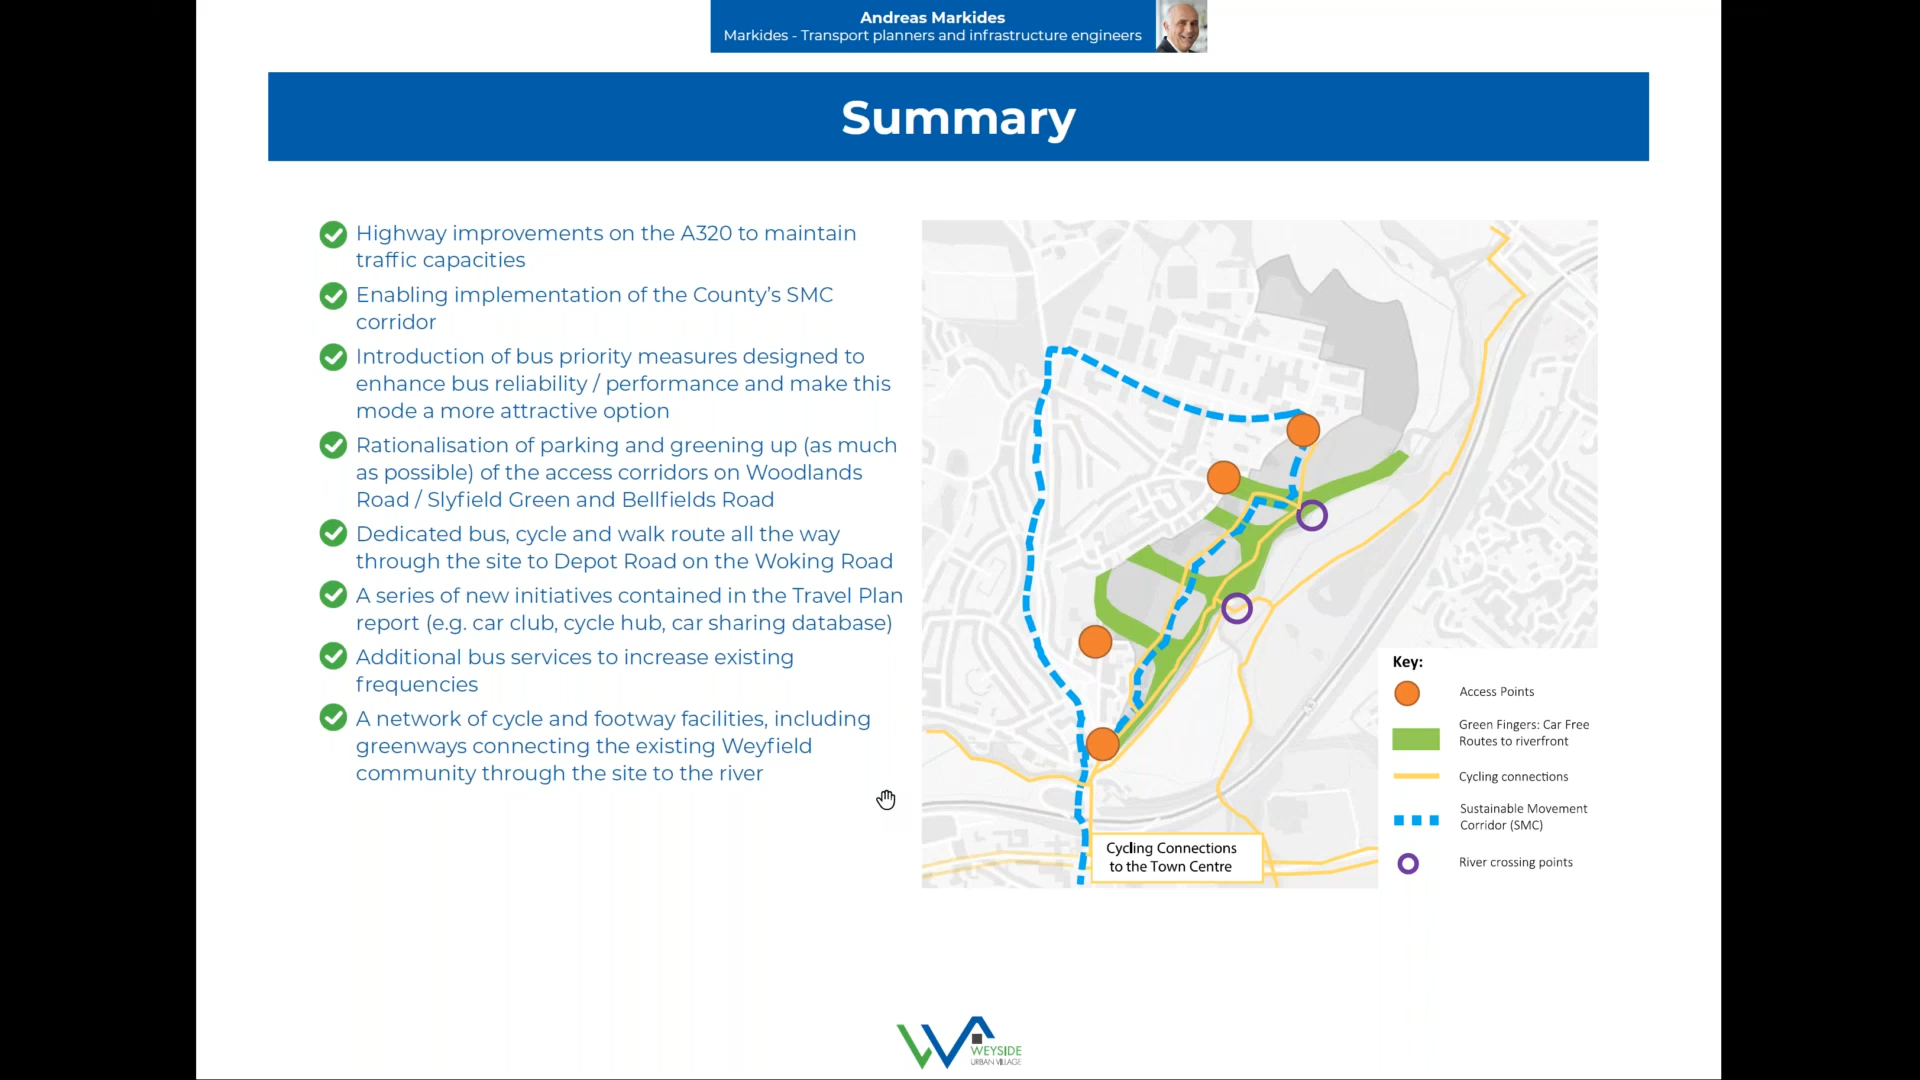 Andreas Markides
Markides - Transport planners and infrastructure engineers
Summary
Highway improvements on the A320 to maintain
traffic capacities
Enabling implementation of the County's SMC
corridor
Introduction of bus priority measures designed to
enhance bus reliability / performance and make this
mode a more attractive option
Rationalisation of parking and greening up (as much
as possible) of the access corridors on Woodlands
Road / Slyfield Green and Bellfields Road
Dedicated bus, cycle and walk route all the way
through the site to Depot Road on the Woking Road
A series of new initiatives contained in the Travel Plan
report (e.g. car club, cycle hub, car sharing database)
Additional bus services to increase existing
frequencies
A network of cycle and footway facilities, including
greenways connecting the existing Weyfield
community through the site to the river
Cycling Connections
to the Town Centre
Key:
Access Points
Green Fingers: Car Free
Routes to riverfront
Cycling connections
Sustainable Movement
Corridor (SMC)
River crossing points
WEYSIDE
URBAN VILLAGE